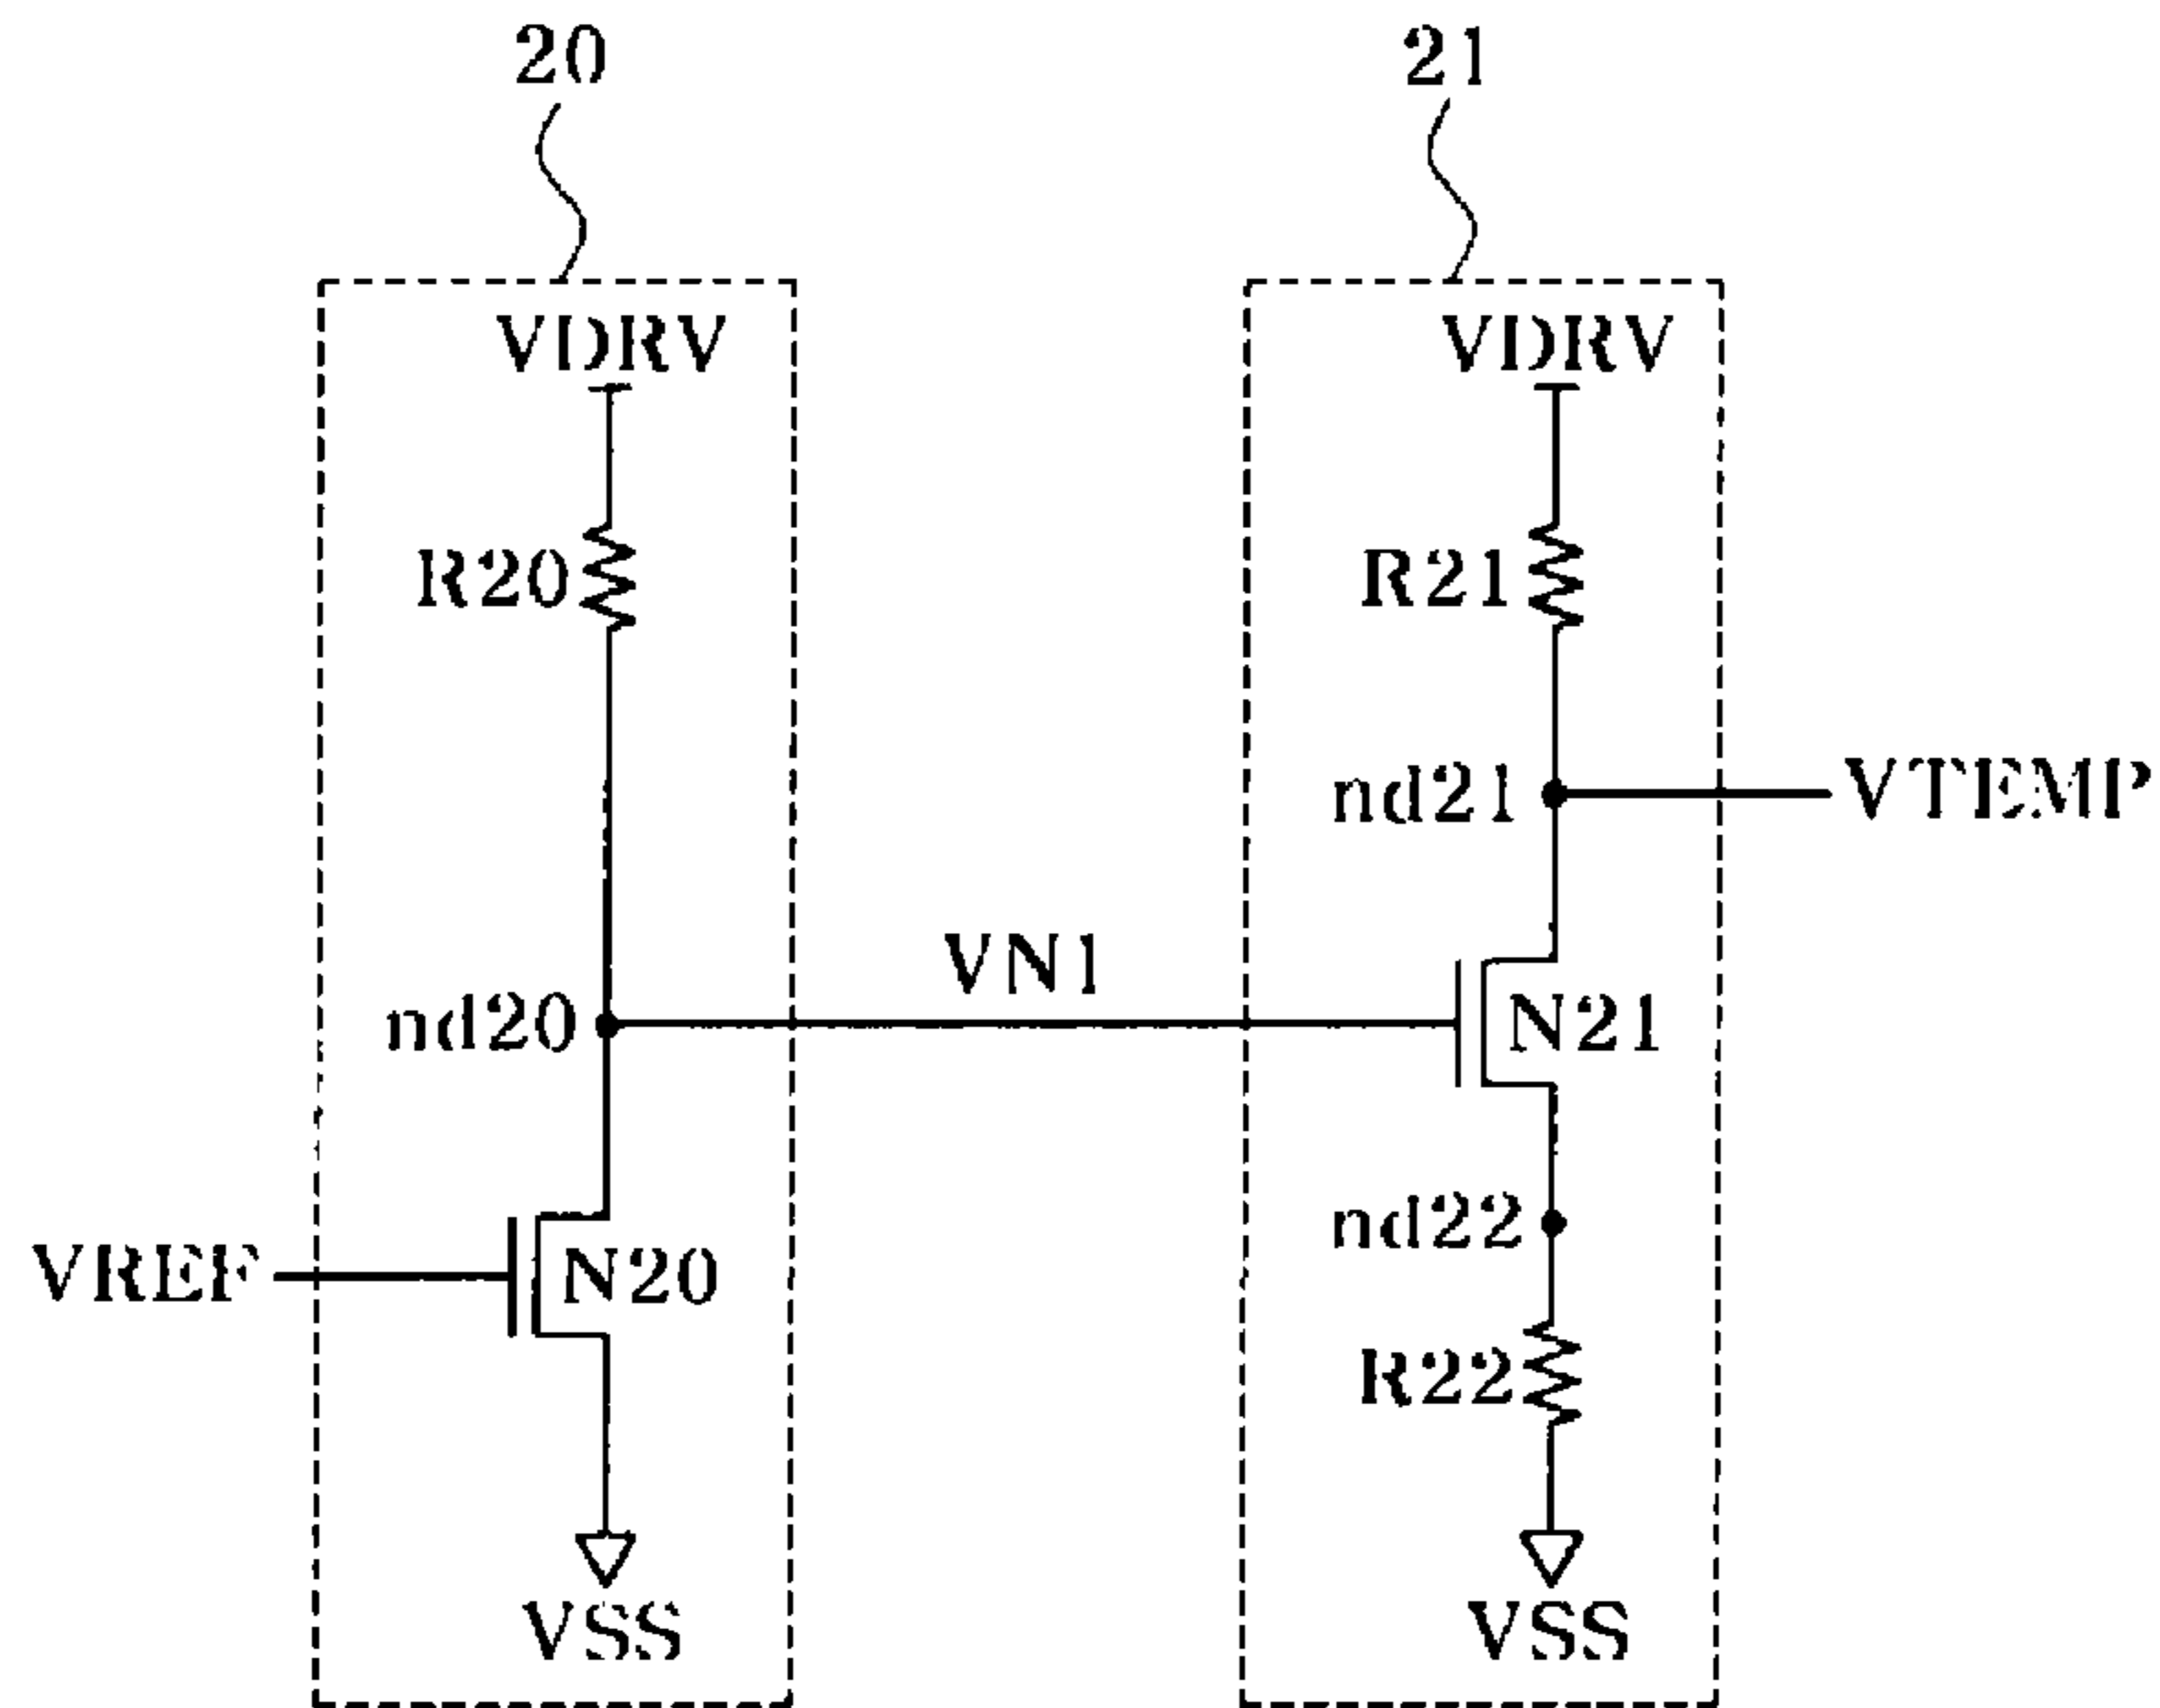 20
21
VDRV
VDRV
R20
R21
nd21
VTEMP
VN1
nd20
N21
nd22
VREF
N20
R22
VSS
VSS